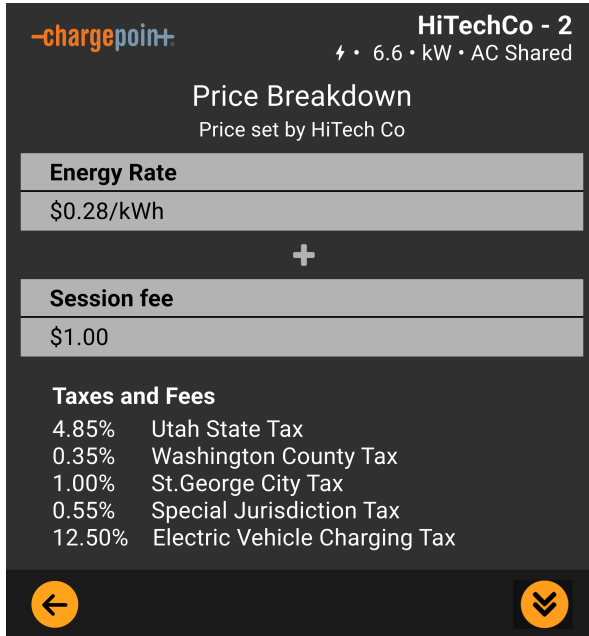 chargepoint
HiTechCo - 2
6.6 • kW • AC Shared
Price Breakdown
Price set by HiTech Co
Energy Rate
$0.28/kWh
+
Session fee
$1.00
Taxes and Fees
4.85% Utah State Tax
0.35% Washington County Tax
1.00% St.George City Tax
0.55% Special Jurisdiction Tax
12.50% Electric Vehicle Charging Tax